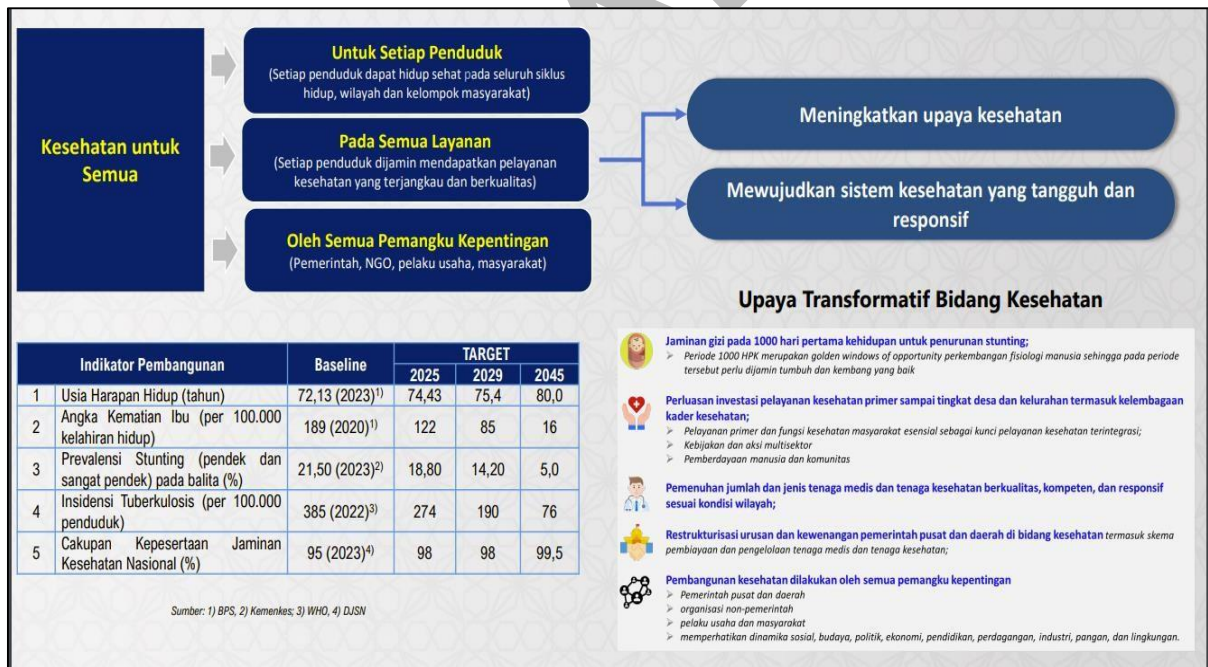 Kesehatan untuk
Semua
Untuk Setiap Penduduk
(Setiap penduduk dapat hidup sehat pada seluruh siklus
hidup, wilayah dan kelompok masyarakat)
Pada Semua Layanan
(Setiap penduduk dijamin mendapatkan pelayanan
kesehatan yang terjangkau dan berkualitas)
Oleh Semua Pemangku Kepentingan
(Pemerintah, NGO, pelaku usaha, masyarakat)
Meningkatkan upaya kesehatan
Mewujudkan sistem kesehatan yang tangguh dan
responsif
Indikator Pembangunan Baseline TARGET
2025 2029 2045
1 Usia Harapan Hidup (tahun) 72,13 (2023)1) 74,43 75,4 80,0
2 Angka Kematian Ibu (per 100.000
kelahiran hidup) 189 (2020)1) 122 85 16
3 Prevalensi Stunting (pendek dan
sangat pendek) pada balita (%) 21,50 (2023)2) 18,80 14,20 5,0
4 Insidensi Tuberkulosis (per 100.000
penduduk) 385 (2022)3) 274 190 76
5 Cakupan Kepesertaan Jaminan
Kesehatan Nasional (%) 95 (2023)4) 98 98 99,5
Sumber: 1) BPS, 2) Kemenkes; 3) WHO, 4) DJSN
Upaya Transformatif Bidang Kesehatan
Jaminan gizi pada 1000 hari pertama kehidupan untuk penurunan stunting;
➢ Periode 1000 HPK merupakan golden windows of opportunity perkembangan fisiologi manusia sehingga pada periode
tersebut perlu dijamin tumbuh dan kembang yang baik
Perluasan investasi pelayanan kesehatan primer sampai tingkat desa dan kelurahan termasuk kelembagaan
kader kesehatan;
➢ Pelayanan primer dan fungsi kesehatan masyarakat esensial sebagai kunci pelayanan kesehatan terintegrasi;
➢ Kebijakan dan aksi multisektor
➢ Pemberdayaan manusia dan komunitas
Pemenuhan jumlah dan jenis tenaga medis dan tenaga kesehatan berkualitas, kompeten, dan responsif
sesuai kondisi wilayah;
Restrukturisasi urusan dan kewenangan pemerintah pusat dan daerah di bidang kesehatan termasuk skema
pembiayaan dan pengelolaan tenaga medis dan tenaga kesehatan;
Pembangunan kesehatan dilakukan oleh semua pemangku kepentingan
➢ Pemerintah pusat dan daerah
➢ organisasi non-pemerintah
➢ pelaku usaha dan masyarakat
➢ memperhatikan dinamika sosial, budaya, politik, ekonomi, pendidikan, perdagangan, industri, pangan, dan lingkungan.